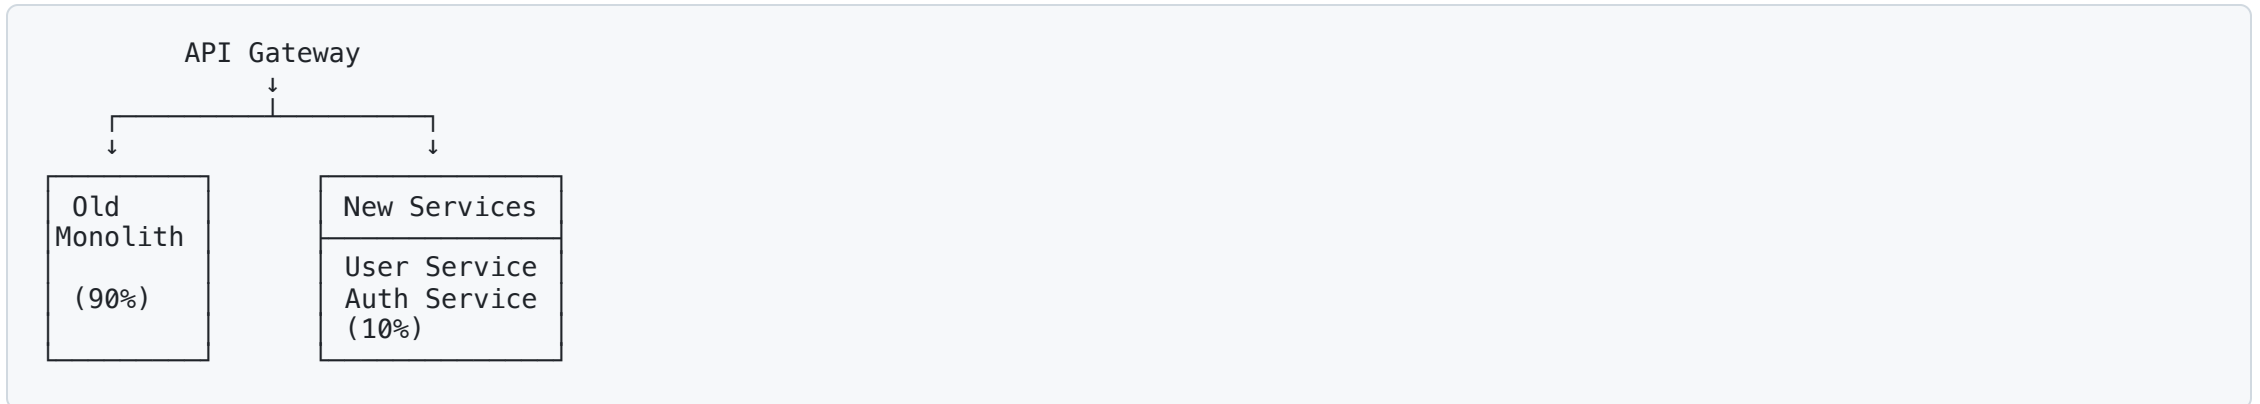 API Gateway
Old
Monolith
(90%)
New Services
User Service
Auth Service
(10%)